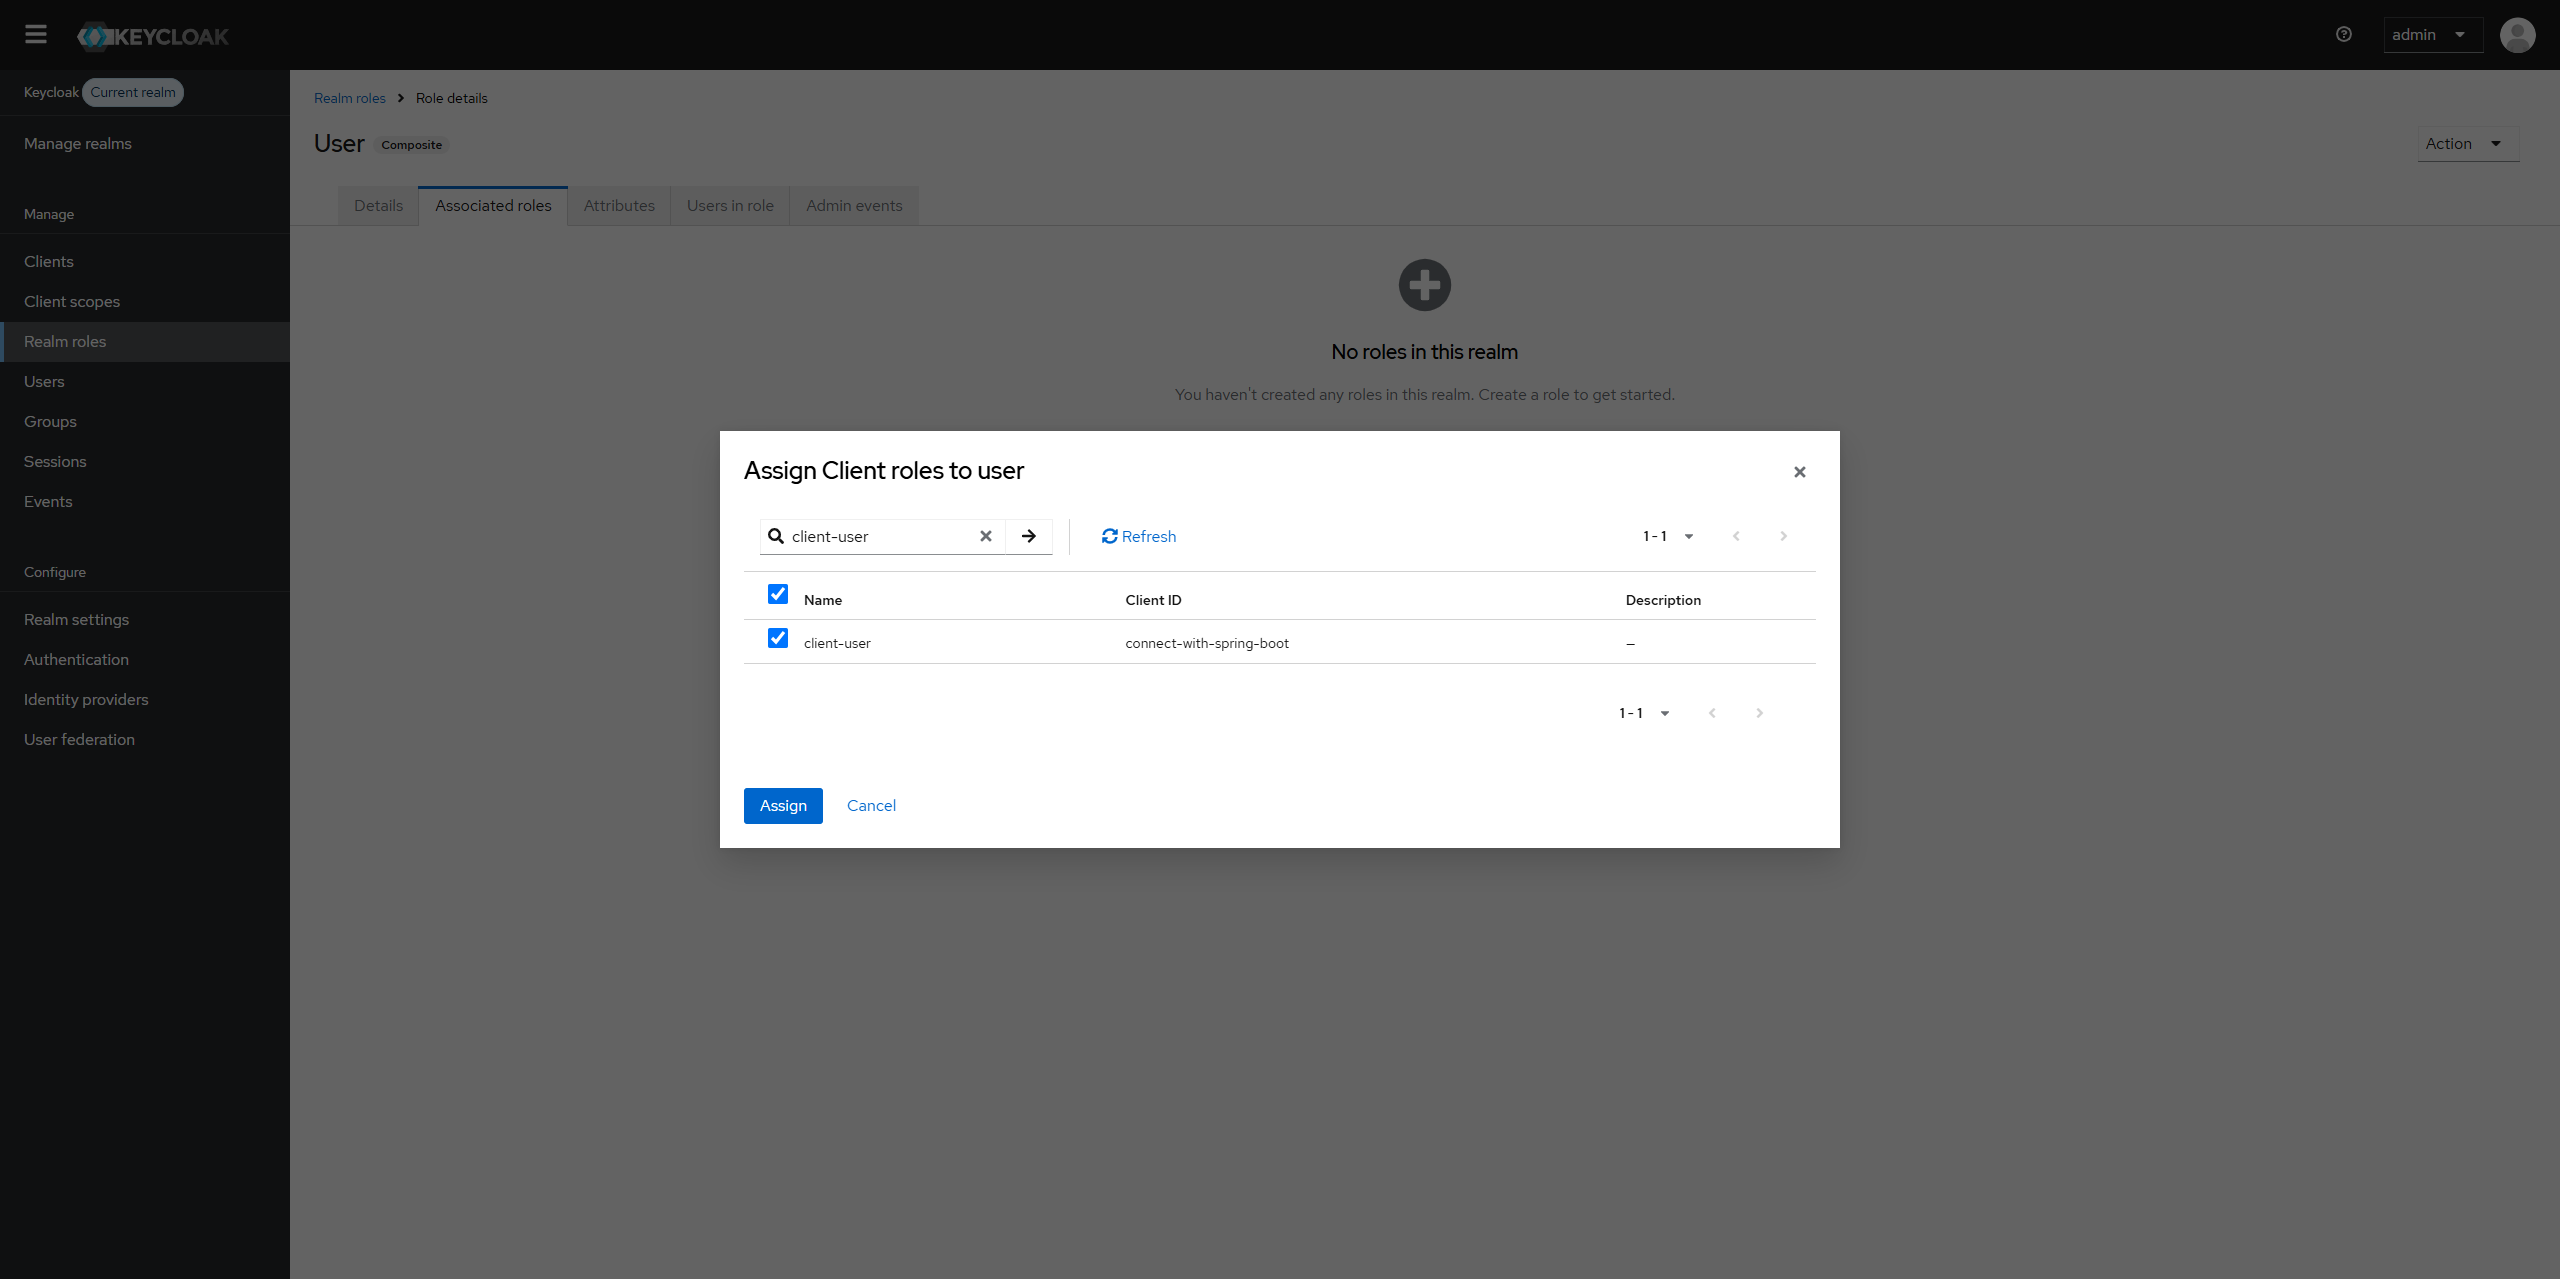 KEYCLOAK
admin
Keycloak Current realm
Manage realms
Manage
Clients
Client scopes
Realm roles
Users
Groups
Sessions
Events
Configure
Realm settings
Authentication
Identity providers
User federation
Realm roles Role details
User Composite
Action
Details Associated roles Attributes Users in role Admin events
No roles in this realm
You haven't created any roles in this realm. Create a role to get started.
Assign Client roles to user
client-user Refresh 1 - 1
Name Client ID Description
client-user connect-with-spring-boot –
1 - 1
Assign Cancel